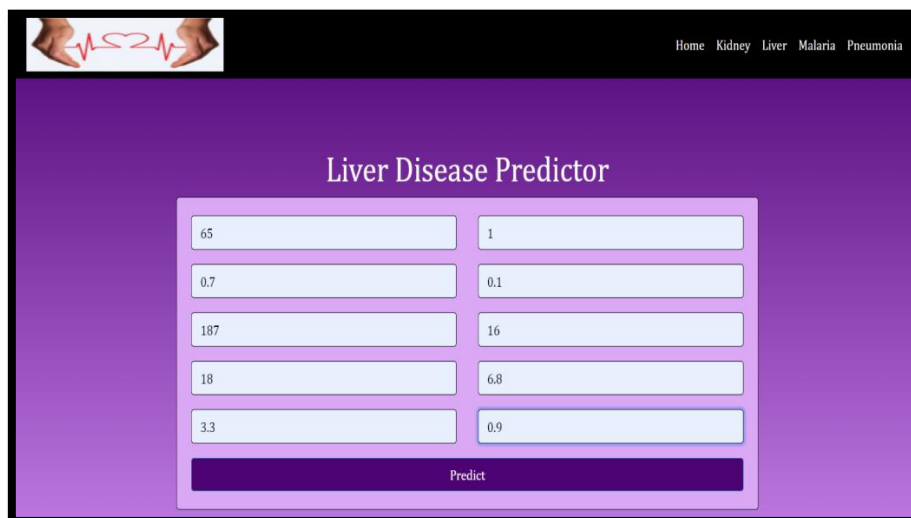 Home Kidney Liver Malaria Pneumonia
Liver Disease Predictor
65 1
0.7 0.1
187 16
18 6.8
3.3 0.9
Predict